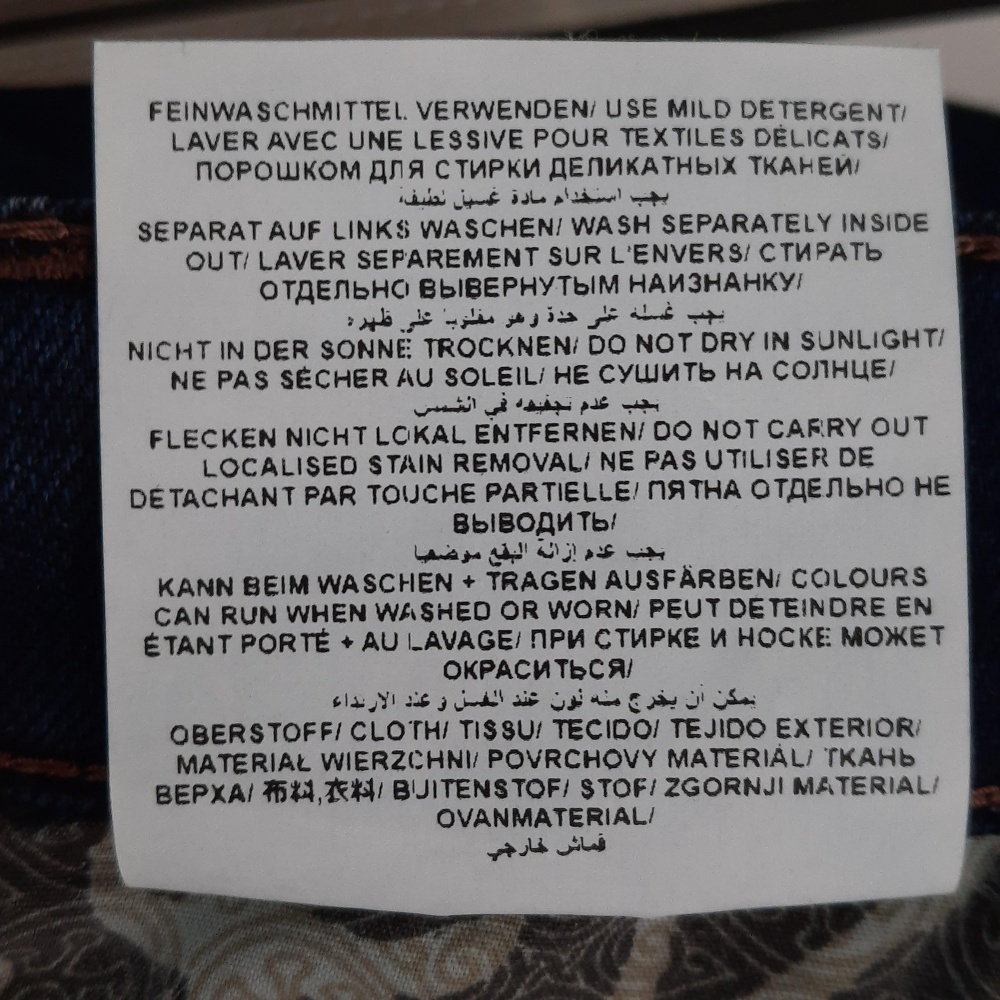 FEINWASCHMITTEL VERWENDEN/ USE MILD DETERGENT/
LAVER AVEC UNE LESSIVE POUR TEXTILES DÉLICATS/
ПОРОШКОМ ДЛЯ СТИРКИ ДЕЛИКАТНЫХ ТКАНЕЙ/
يجب استخدام مادة غسيل لطيفة
SEPARAT AUF LINKS WASCHEN/ WASH SEPARATELY INSIDE
OUT/ LAVER SEPAREMENT SUR L'ENVERS/ СТИРАТЬ
ОТДЕЛЬНО ВЫВЕРНУТЫМ НАИЗНАНКУ/
يجب غسله على حدة وهو مقلوبا على ظهره
NICHT IN DER SONNE TROCKNEN/ DO NOT DRY IN SUNLIGHT/
NE PAS SÉCHER AU SOLEIL/ НЕ СУШИТЬ НА СОЛНЦЕ/
يجب عدم تجفيفه في الشمس
FLECKEN NICHT LOKAL ENTFERNEN/ DO NOT CARRY OUT
LOCALISED STAIN REMOVAL/ NE PAS UTILISER DE
DÉTACHANT PAR TOUCHE PARTIELLE/ ПЯТНА ОТДЕЛЬНО НЕ
ВЫВОДИТЬ/
يجب عدم إزالة البقع موضعيا
KANN BEIM WASCHEN + TRAGEN AUSFÄRBEN/ COLOURS
CAN RUN WHEN WASHED OR WORN/ PEUT DETEINDRE EN
ÉTANT PORTÉ + AU LAVAGE/ ПРИ СТИРКЕ И НОСКЕ МОЖЕТ
ОКРАСИТЬСЯ/
يمكن أن يخرج منه لون عند الغسل وعند الارتداء
OBERSTOFF/ CLOTH/ TISSU/ TECIDO/ TEJIDO EXTERIOR/
MATERIAŁ WIERZCHNI/ POVRCHOVÝ MATERIÁL/ ТКАНЬ
ВЕРХА/ 布料,衣料/ BUITENSTOF/ STOF/ ZGORNJI MATERIAL/
OVANMATERIAL/
قماش خارجي